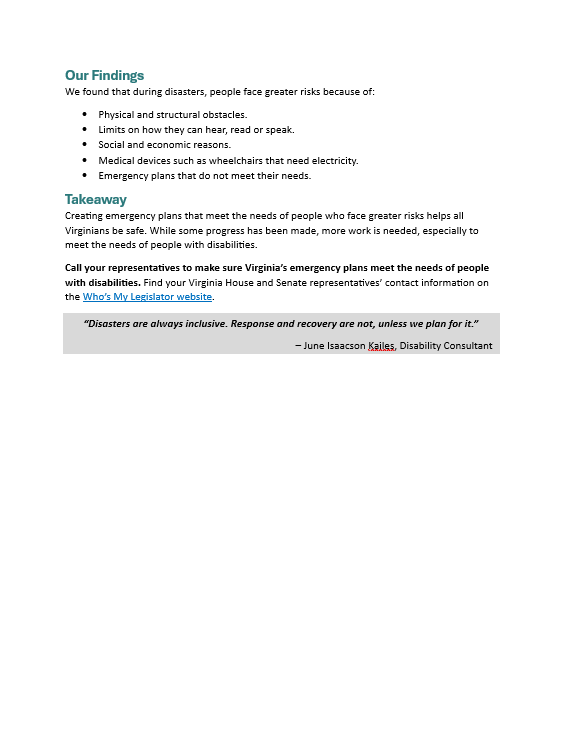 Our Findings
We found that during disasters, people face greater risks because of:
• Physical and structural obstacles.
• Limits on how they can hear, read or speak.
• Social and economic reasons.
• Medical devices such as wheelchairs that need electricity.
• Emergency plans that do not meet their needs.
Takeaway
Creating emergency plans that meet the needs of people who face greater risks helps all
Virginians be safe. While some progress has been made, more work is needed, especially to
meet the needs of people with disabilities.
Call your representatives to make sure Virginia’s emergency plans meet the needs of people
with disabilities. Find your Virginia House and Senate representatives’ contact information on
the Who’s My Legislator website.
“Disasters are always inclusive. Response and recovery are not, unless we plan for it.”
– June Isaacson Kailes, Disability Consultant